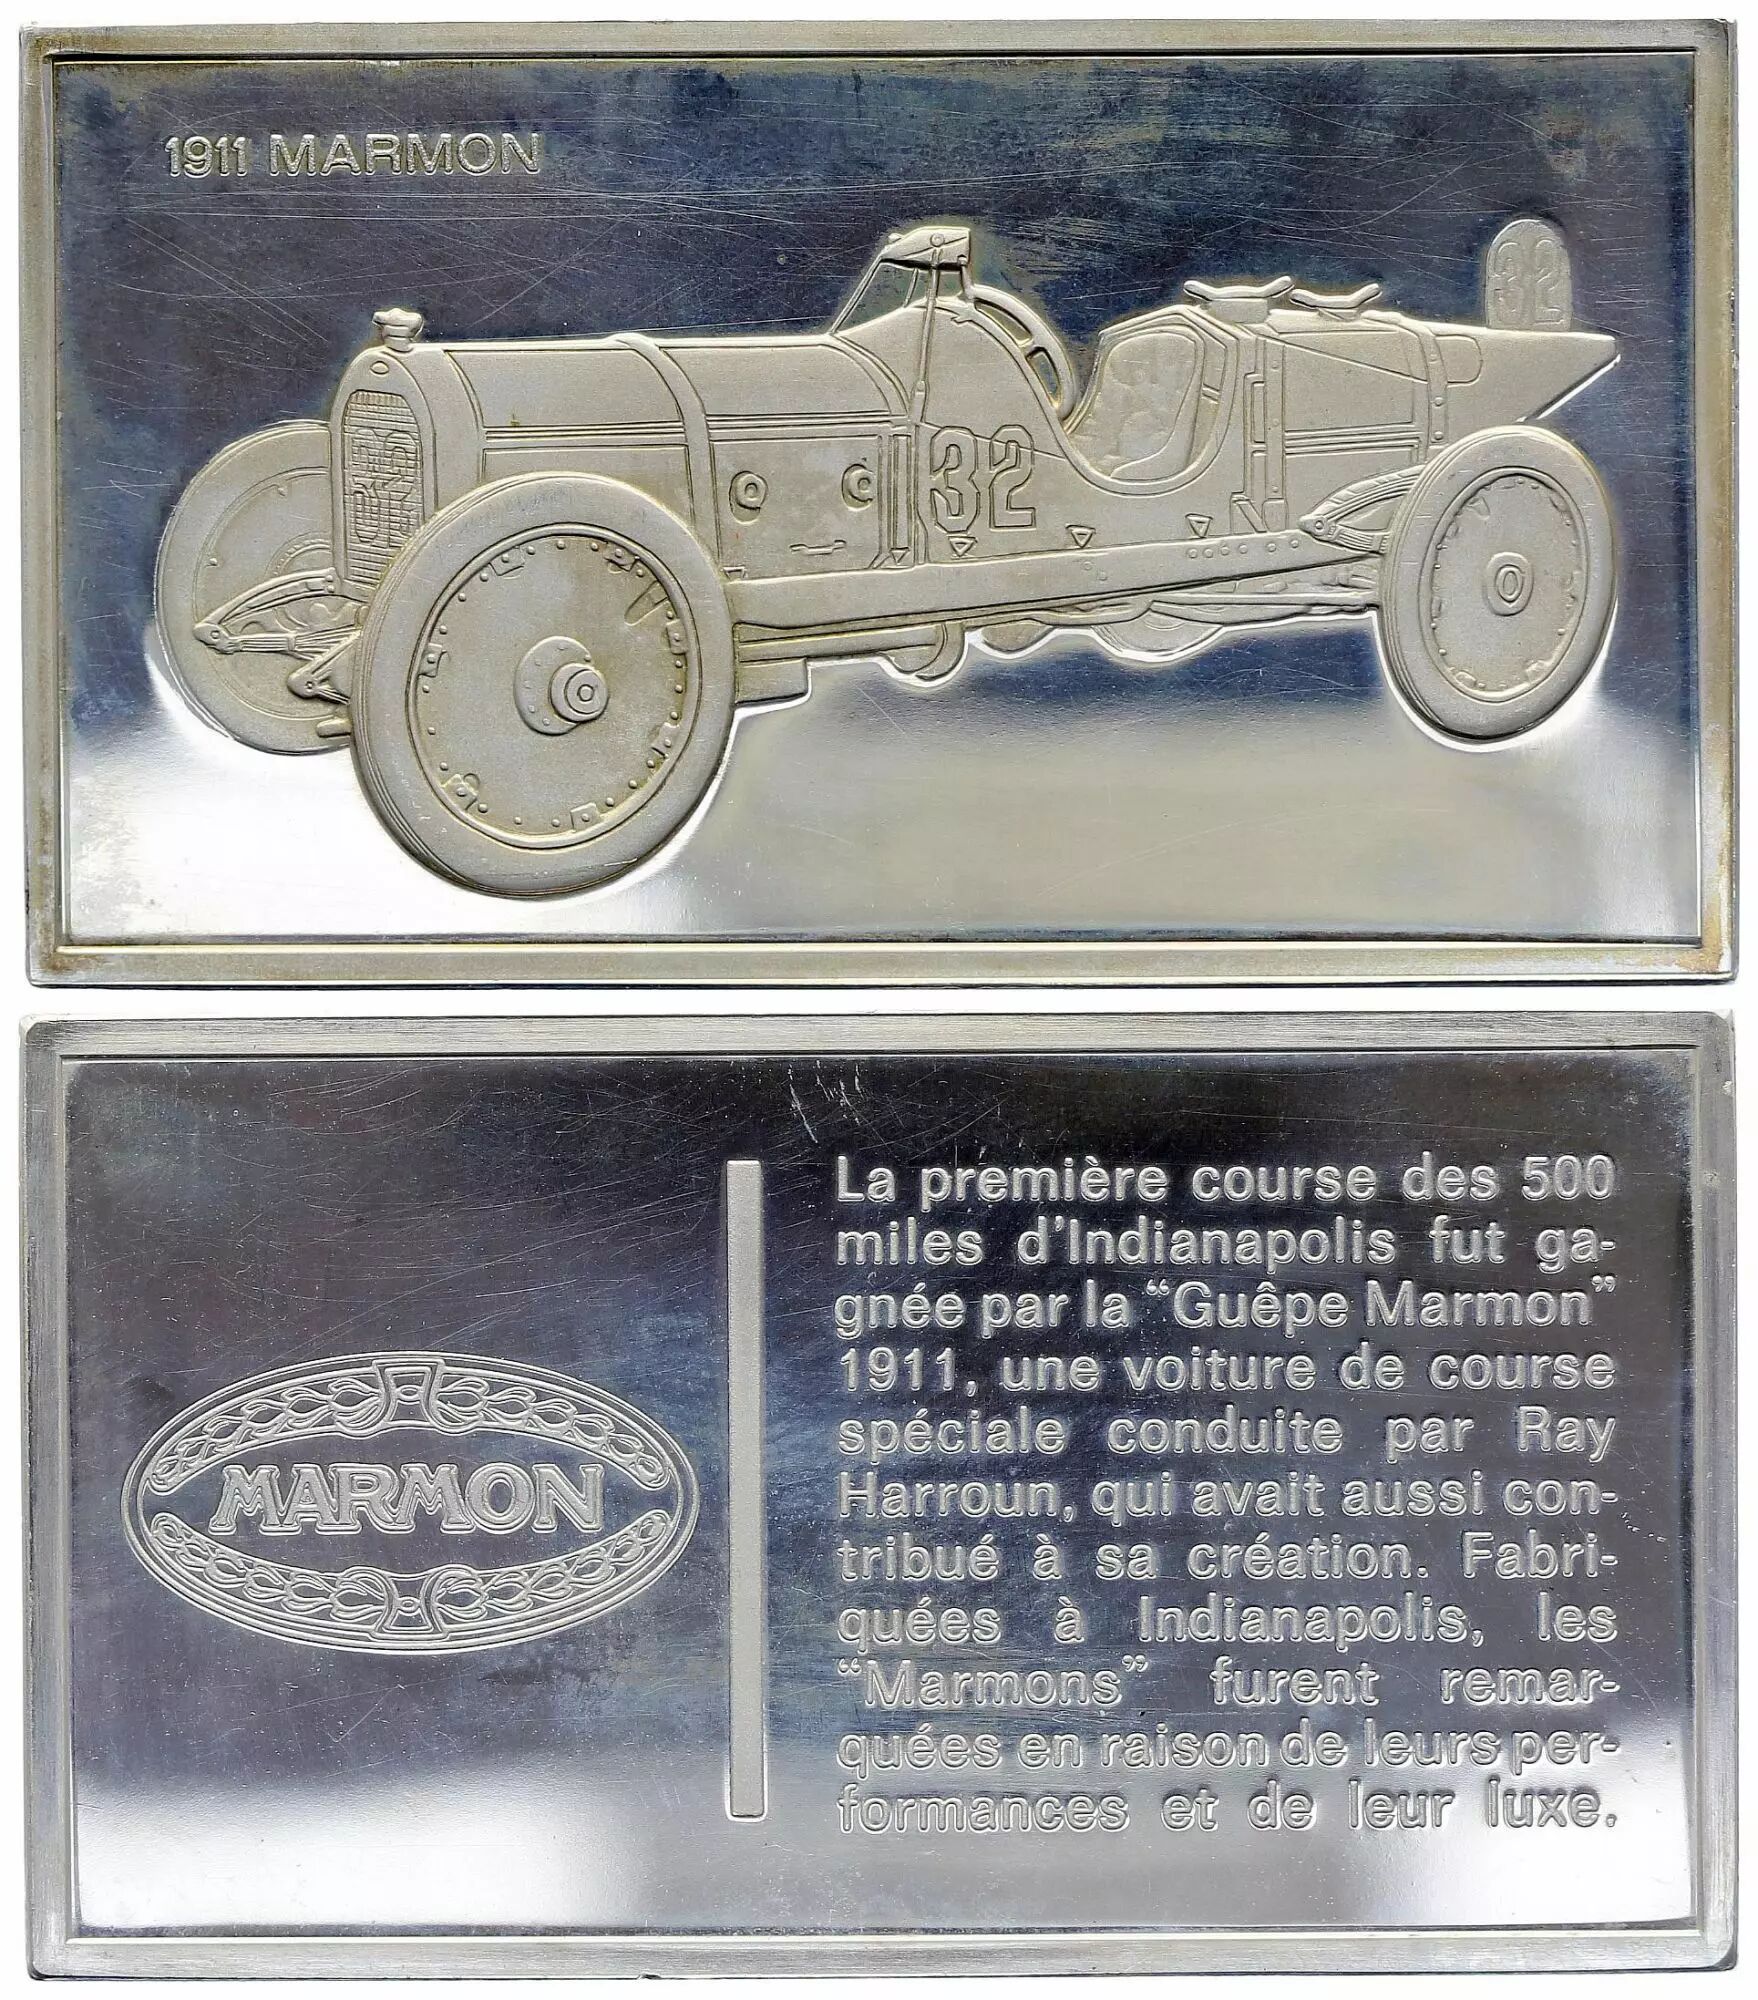 1911 MARMON
32
32
32
MARMON
La première course des 500
miles d'Indianapolis fut ga-
gnée par la “Guêpe Marmon”
1911, une voiture de course
spéciale conduite par Ray
Harroun, qui avait aussi con-
tribué à sa création. Fabri-
quées à Indianapolis, les
“Marmons” furent remar-
quées en raison de leurs per-
formances et de leur luxe.